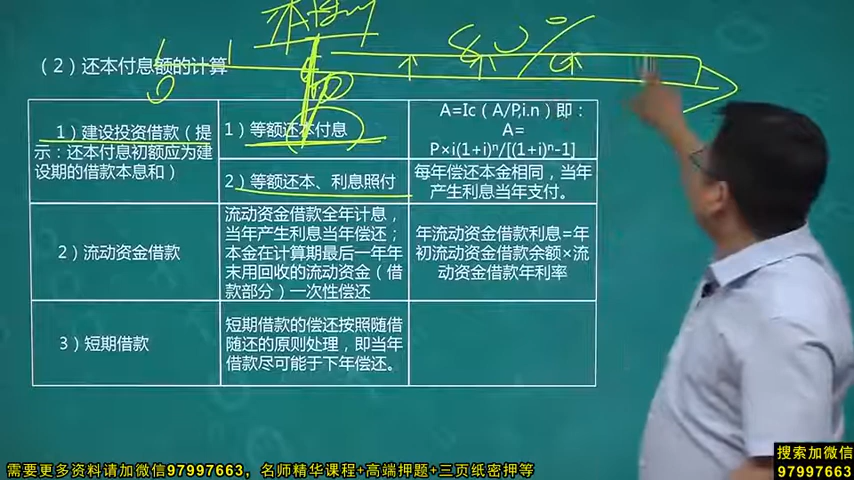 本
80%
(2)还本付息额的计算
0
1
P
1)建设投资借款(提
示:还本付息初额应为建
设期的借款本息和)
1)等额还本付息
A=Ic(A/P,i.n)即:
A=
P×i(1+i)ⁿ/[(1+i)ⁿ-1]
2)等额还本、利息照付
每年偿还本金相同,当年
产生利息当年支付。
2)流动资金借款
流动资金借款全年计息,
当年产生利息当年偿还;
本金在计算期最后一年年
末用回收的流动资金(借
款部分)一次性偿还
年流动资金借款利息=年
初流动资金借款余额×流
动资金借款年利率
3)短期借款
短期借款的偿还按照随借
随还的原则处理,即当年
借款尽可能于下年偿还。
需要更多资料请加微信97997663,名师精华课程+高端押题+三页纸密押等
搜索加微信
97997663